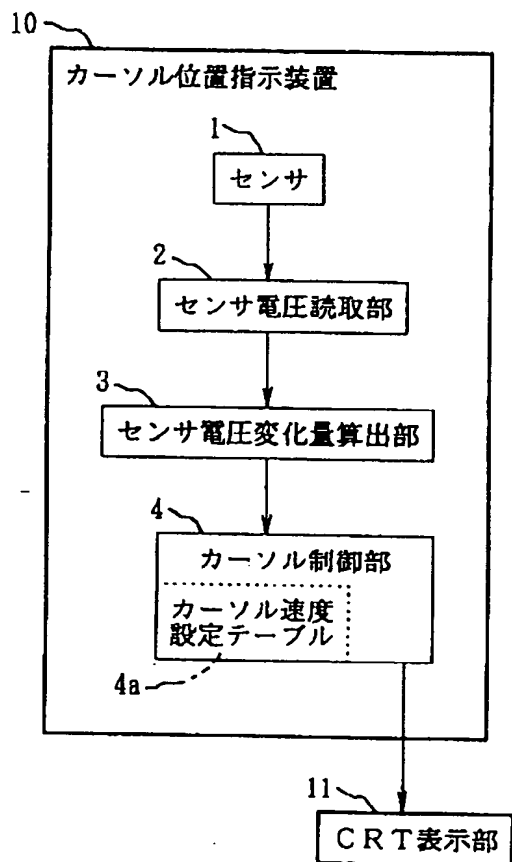 10
カーソル位置指示装置
1
センサ
2
センサ電圧読取部
3
センサ電圧変化量算出部
4
カーソル制御部
カーソル速度
設定テーブル
4a
11
CRT表示部